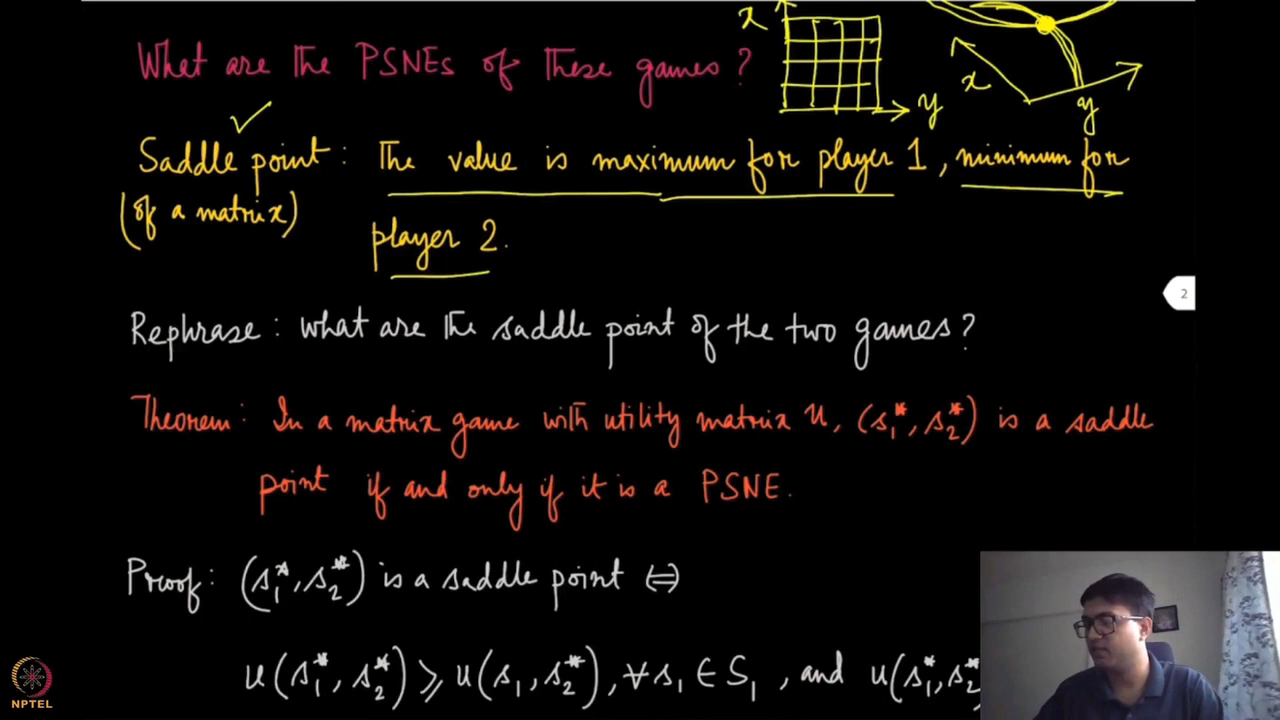 What are the PSNEs of these games ?
x
y
x
y
Saddle point : The value is maximum for player 1 , minimum for
(of a matrix)
player 2.
2
Rephrase : what are the saddle point of the two games ?
Theorem : In a matrix game with utility matrix u, (s₁*, s₂*) is a saddle
point if and only if it is a PSNE.
Proof : (s₁*, s₂*) is a saddle point ⇔
u(s₁*, s₂*) ⩾ u(s₁, s₂*), ∀ s₁ ∈ S₁ , and u(s₁*, s₂*
NPTEL